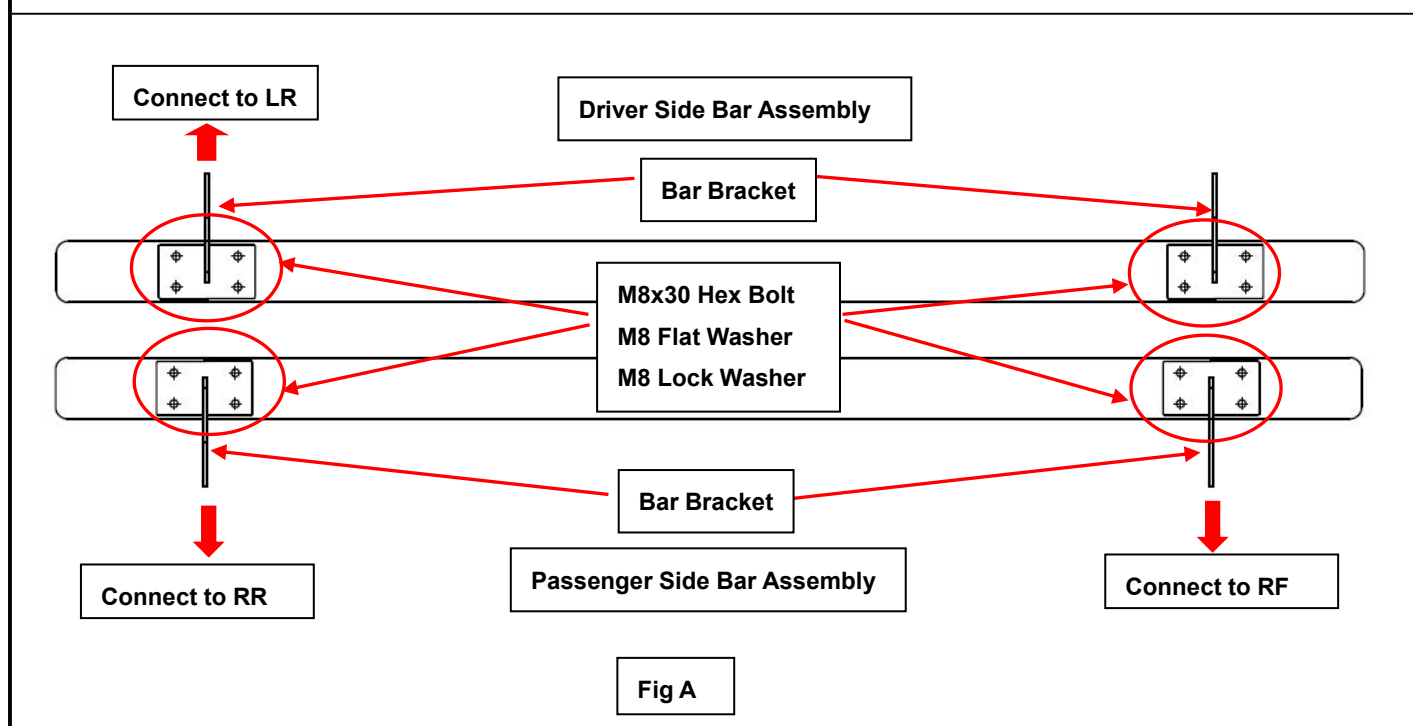 Connect to LR
Driver Side Bar Assembly
Bar Bracket
M8x30 Hex Bolt
M8 Flat Washer
M8 Lock Washer
Bar Bracket
Passenger Side Bar Assembly
Connect to RR
Connect to RF
Fig A